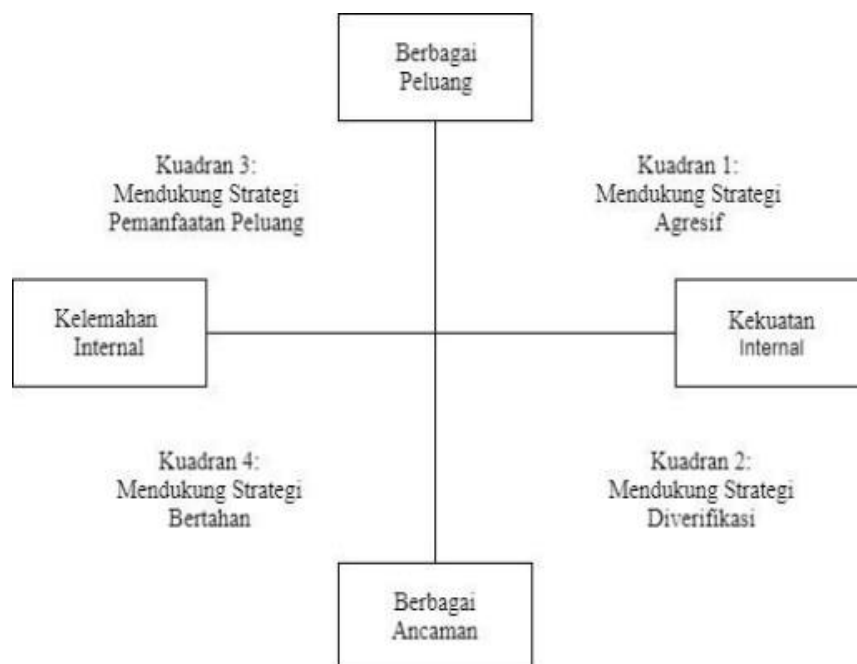 Berbagai
Peluang
Kuadran 3:
Mendukung Strategi
Pemanfaatan Peluang
Kuadran 1:
Mendukung Strategi
Agresif
Kelemahan
Internal
Kekuatan
Internal
Kuadran 4:
Mendukung Strategi
Bertahan
Kuadran 2:
Mendukung Strategi
Diverifikasi
Berbagai
Ancaman